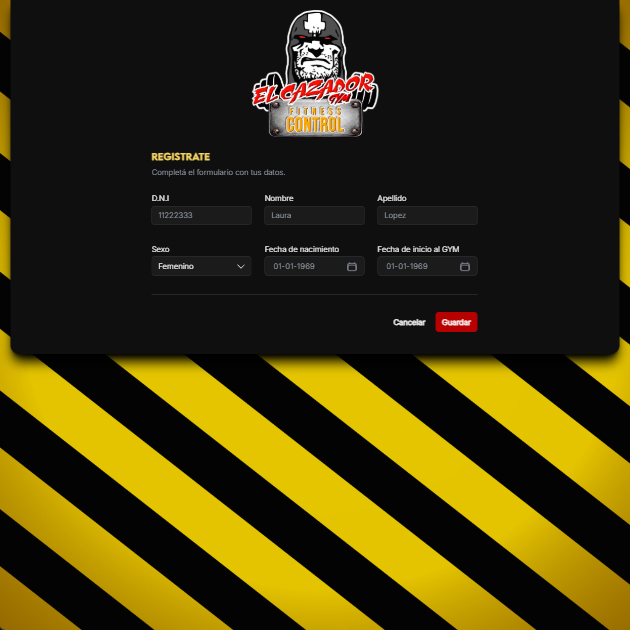 EL CAZADOR
GYM
FITNESS
CONTROL
REGISTRATE
Completá el formulario con tus datos.
D.N.I Nombre Apellido
11222333 Laura Lopez
Sexo Fecha de nacimiento Fecha de inicio al GYM
Femenino 01-01-1969 01-01-1969
Cancelar Guardar